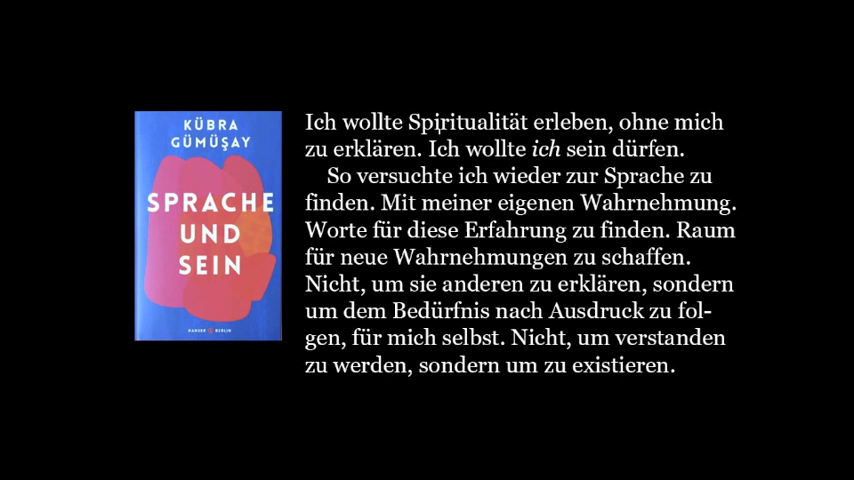 KÜBRA
GÜMÜŞAY
SPRACHE
UND
SEIN
HANSER BERLIN
Ich wollte Spiritualität erleben, ohne mich
zu erklären. Ich wollte ich sein dürfen.
So versuchte ich wieder zur Sprache zu
finden. Mit meiner eigenen Wahrnehmung.
Worte für diese Erfahrung zu finden. Raum
für neue Wahrnehmungen zu schaffen.
Nicht, um sie anderen zu erklären, sondern
um dem Bedürfnis nach Ausdruck zu fol-
gen, für mich selbst. Nicht, um verstanden
zu werden, sondern um zu existieren.